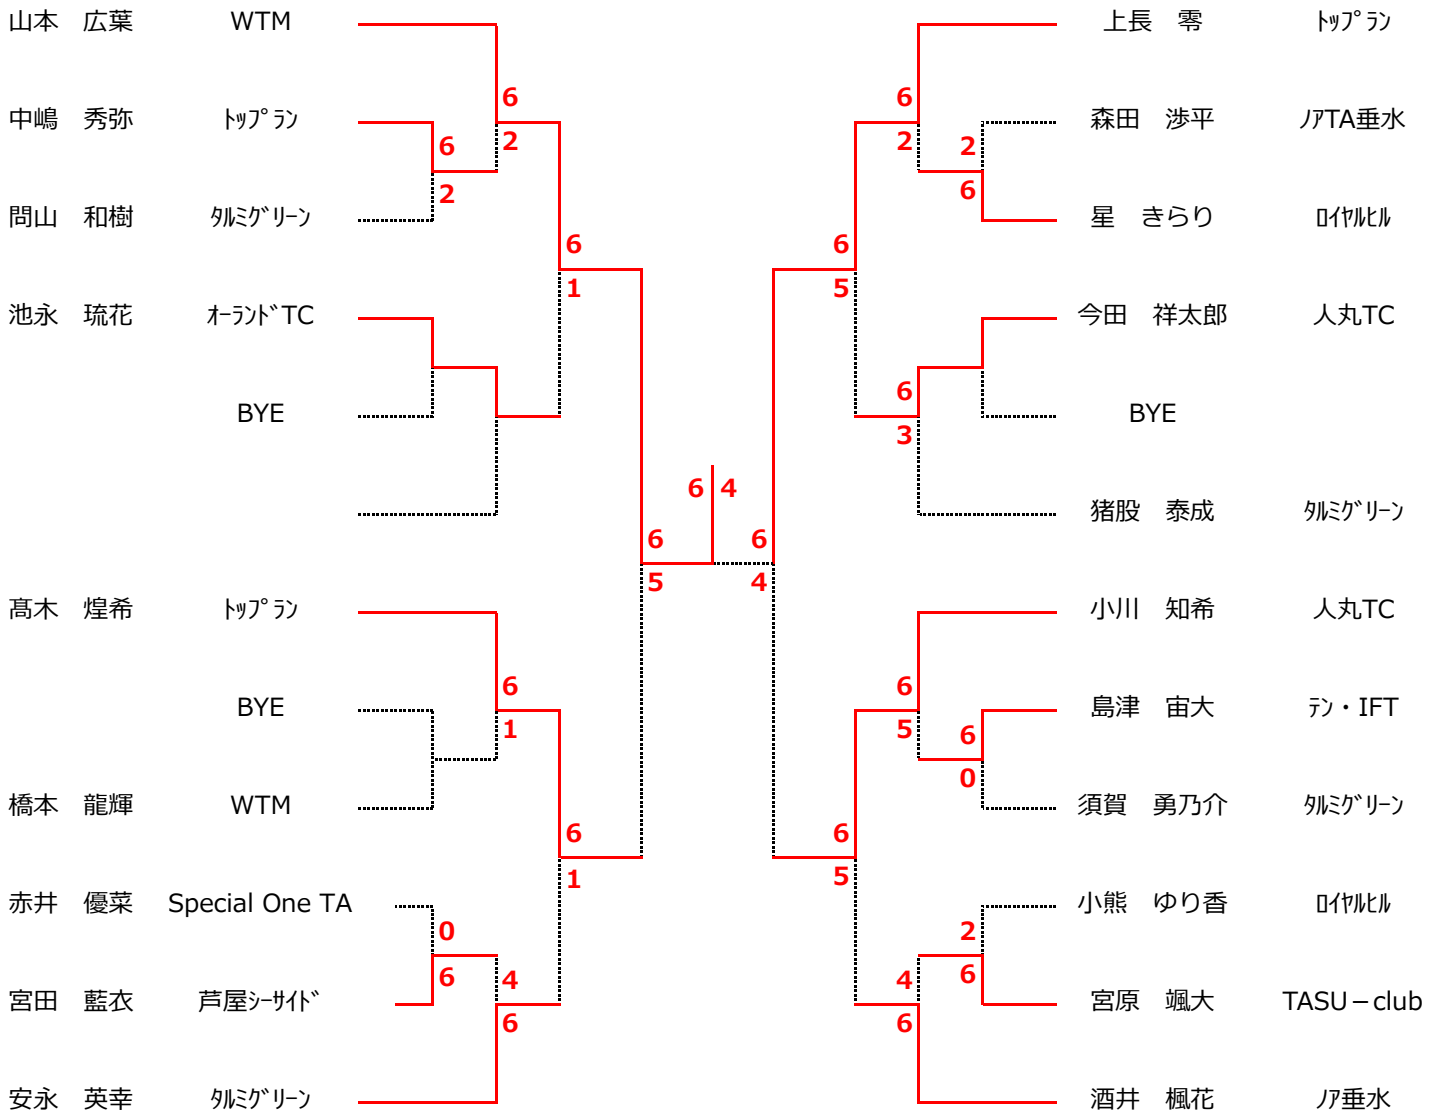 山本　広葉 WTM 上長　零 ﾄｯﾌﾟﾗﾝ
6 6
中嶋　秀弥 ﾄｯﾌﾟﾗﾝ 森田　渉平 ﾉｱTA垂水
6 2 2 2
2 6
問山　和樹 ﾀﾙﾐｸﾞﾘｰﾝ 星　きらり ﾛｲﾔﾙﾋﾙ
6 6
1 5
池永　琉花 ｵｰﾗﾝﾄﾞTC 今田　祥太郎 人丸TC
6
BYE BYE
3
6 4
猪股　泰成 ﾀﾙﾐｸﾞﾘｰﾝ
6 6
5 4
髙木　煌希 ﾄｯﾌﾟﾗﾝ 小川　知希 人丸TC
6 6
BYE 島津　宙大 ﾃﾝ・IFT
1 5 6
0
橋本　龍輝 WTM 須賀　勇乃介 ﾀﾙﾐｸﾞﾘｰﾝ
6 6
1 5
赤井　優菜 Special One TA 小熊　ゆり香 ﾛｲﾔﾙﾋﾙ
0 2
6 4 4 6
宮田　藍衣 芦屋ｼｰｻｲﾄﾞ 宮原　颯大 TASU－club
6 6
安永　英幸 ﾀﾙﾐｸﾞﾘｰﾝ 酒井　楓花 ﾉｱ垂水